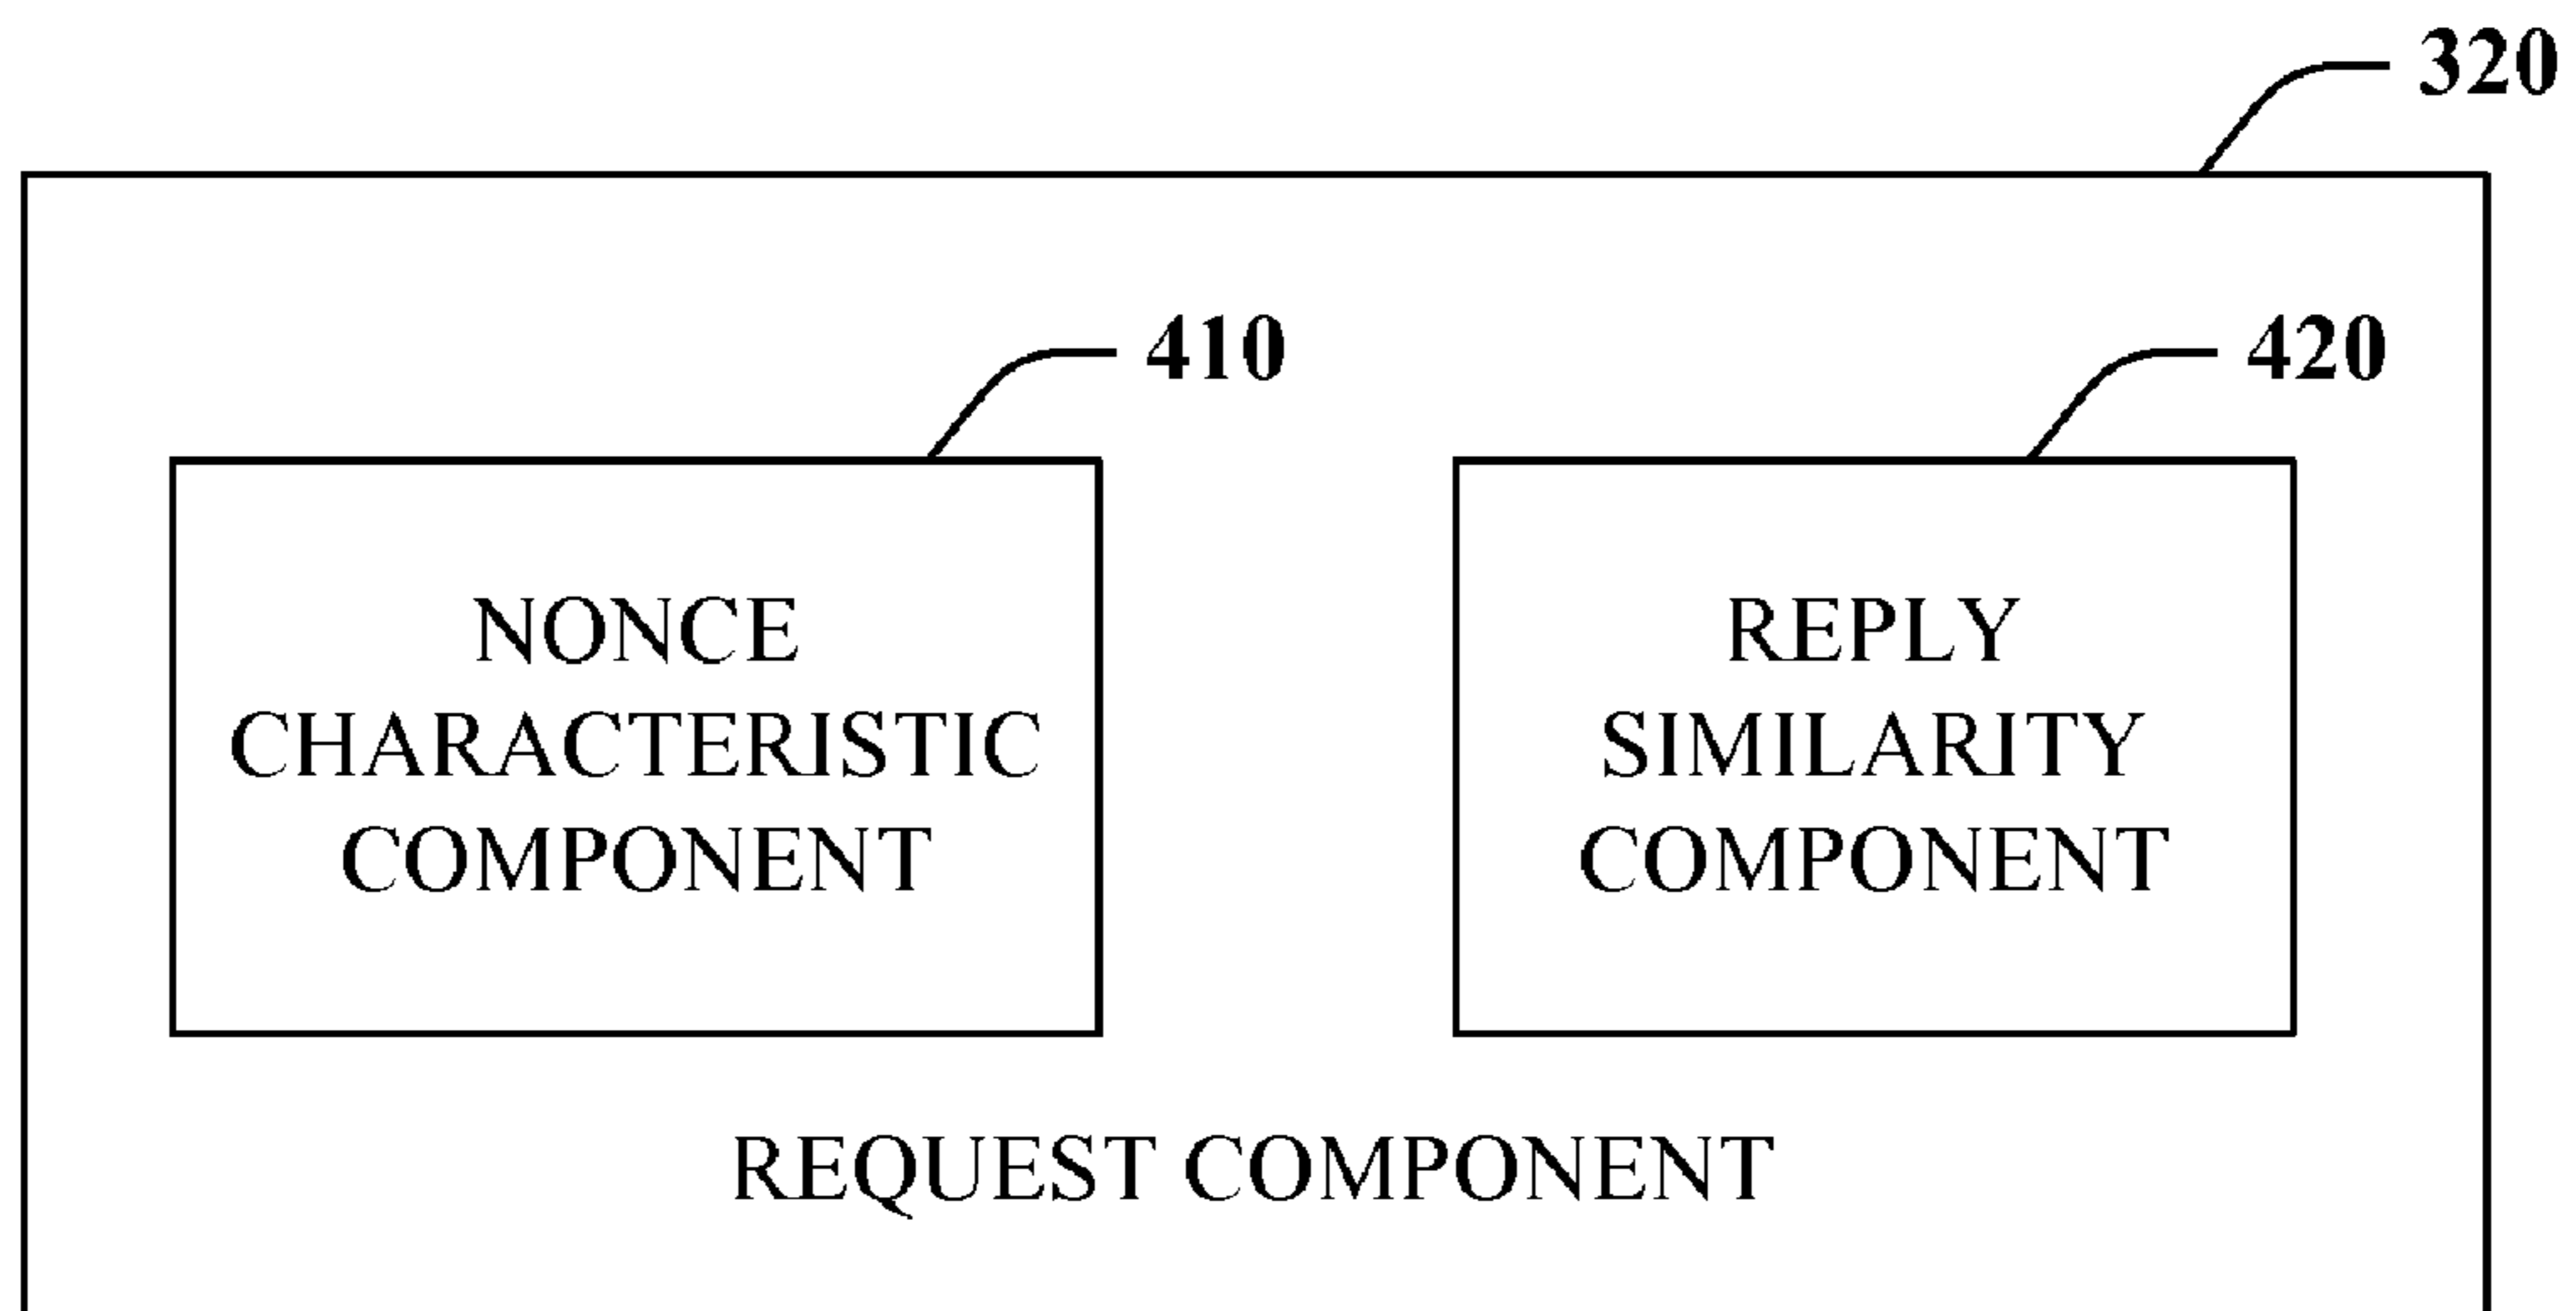 320
410
420
NONCE
CHARACTERISTIC
COMPONENT
REPLY
SIMILARITY
COMPONENT
REQUEST COMPONENT